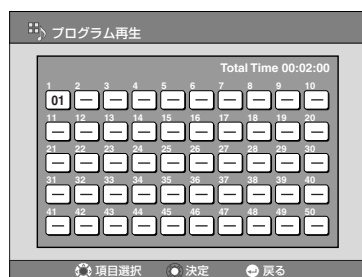 プログラム再生
Total Time 00:02:00
1 2 3 4 5 6 7 8 9 10
01 — — — — — — — — —
11 12 13 14 15 16 17 18 19 20
— — — — — — — — — —
21 22 23 24 25 26 27 28 29 30
— — — — — — — — — —
31 32 33 34 35 36 37 38 39 40
— — — — — — — — — —
41 42 43 44 45 46 47 48 49 50
— — — — — — — — — —
項目選択 決定 戻る